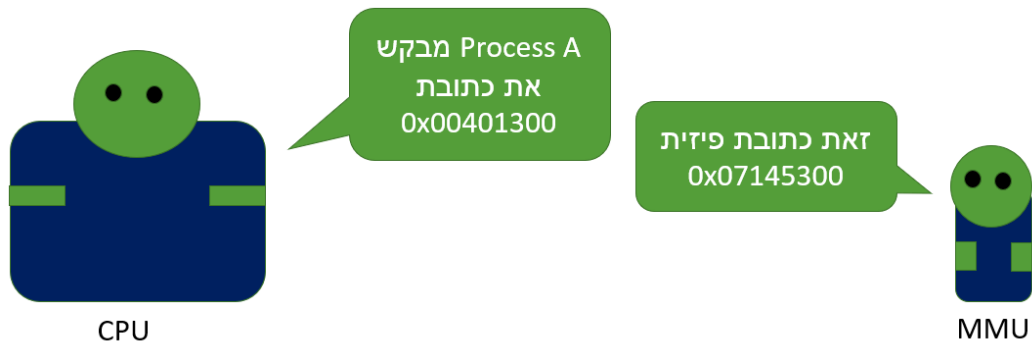 Process A מבקש
את כתובת
0x00401300
זאת כתובת פיזית
0x07145300
CPU
MMU